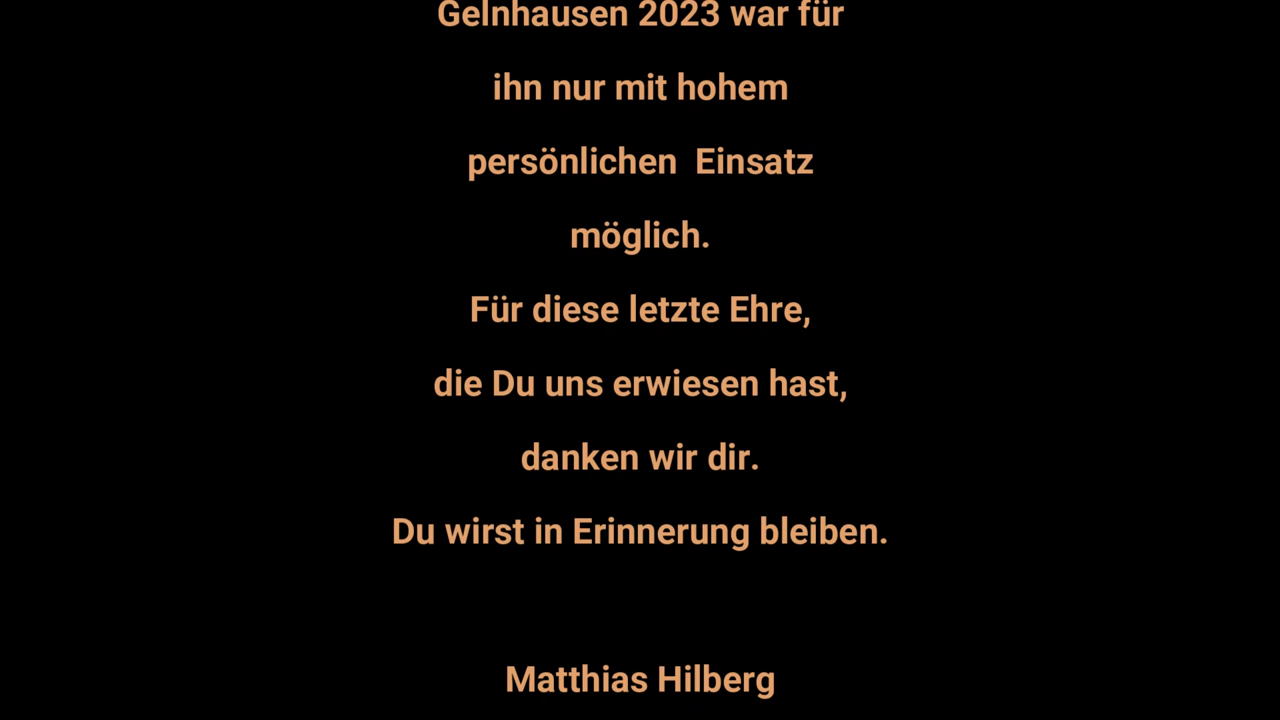 Gelnhausen 2023 war für
ihn nur mit hohem
persönlichen  Einsatz
möglich.
Für diese letzte Ehre,
die Du uns erwiesen hast,
danken wir dir.
Du wirst in Erinnerung bleiben.
Matthias Hilberg